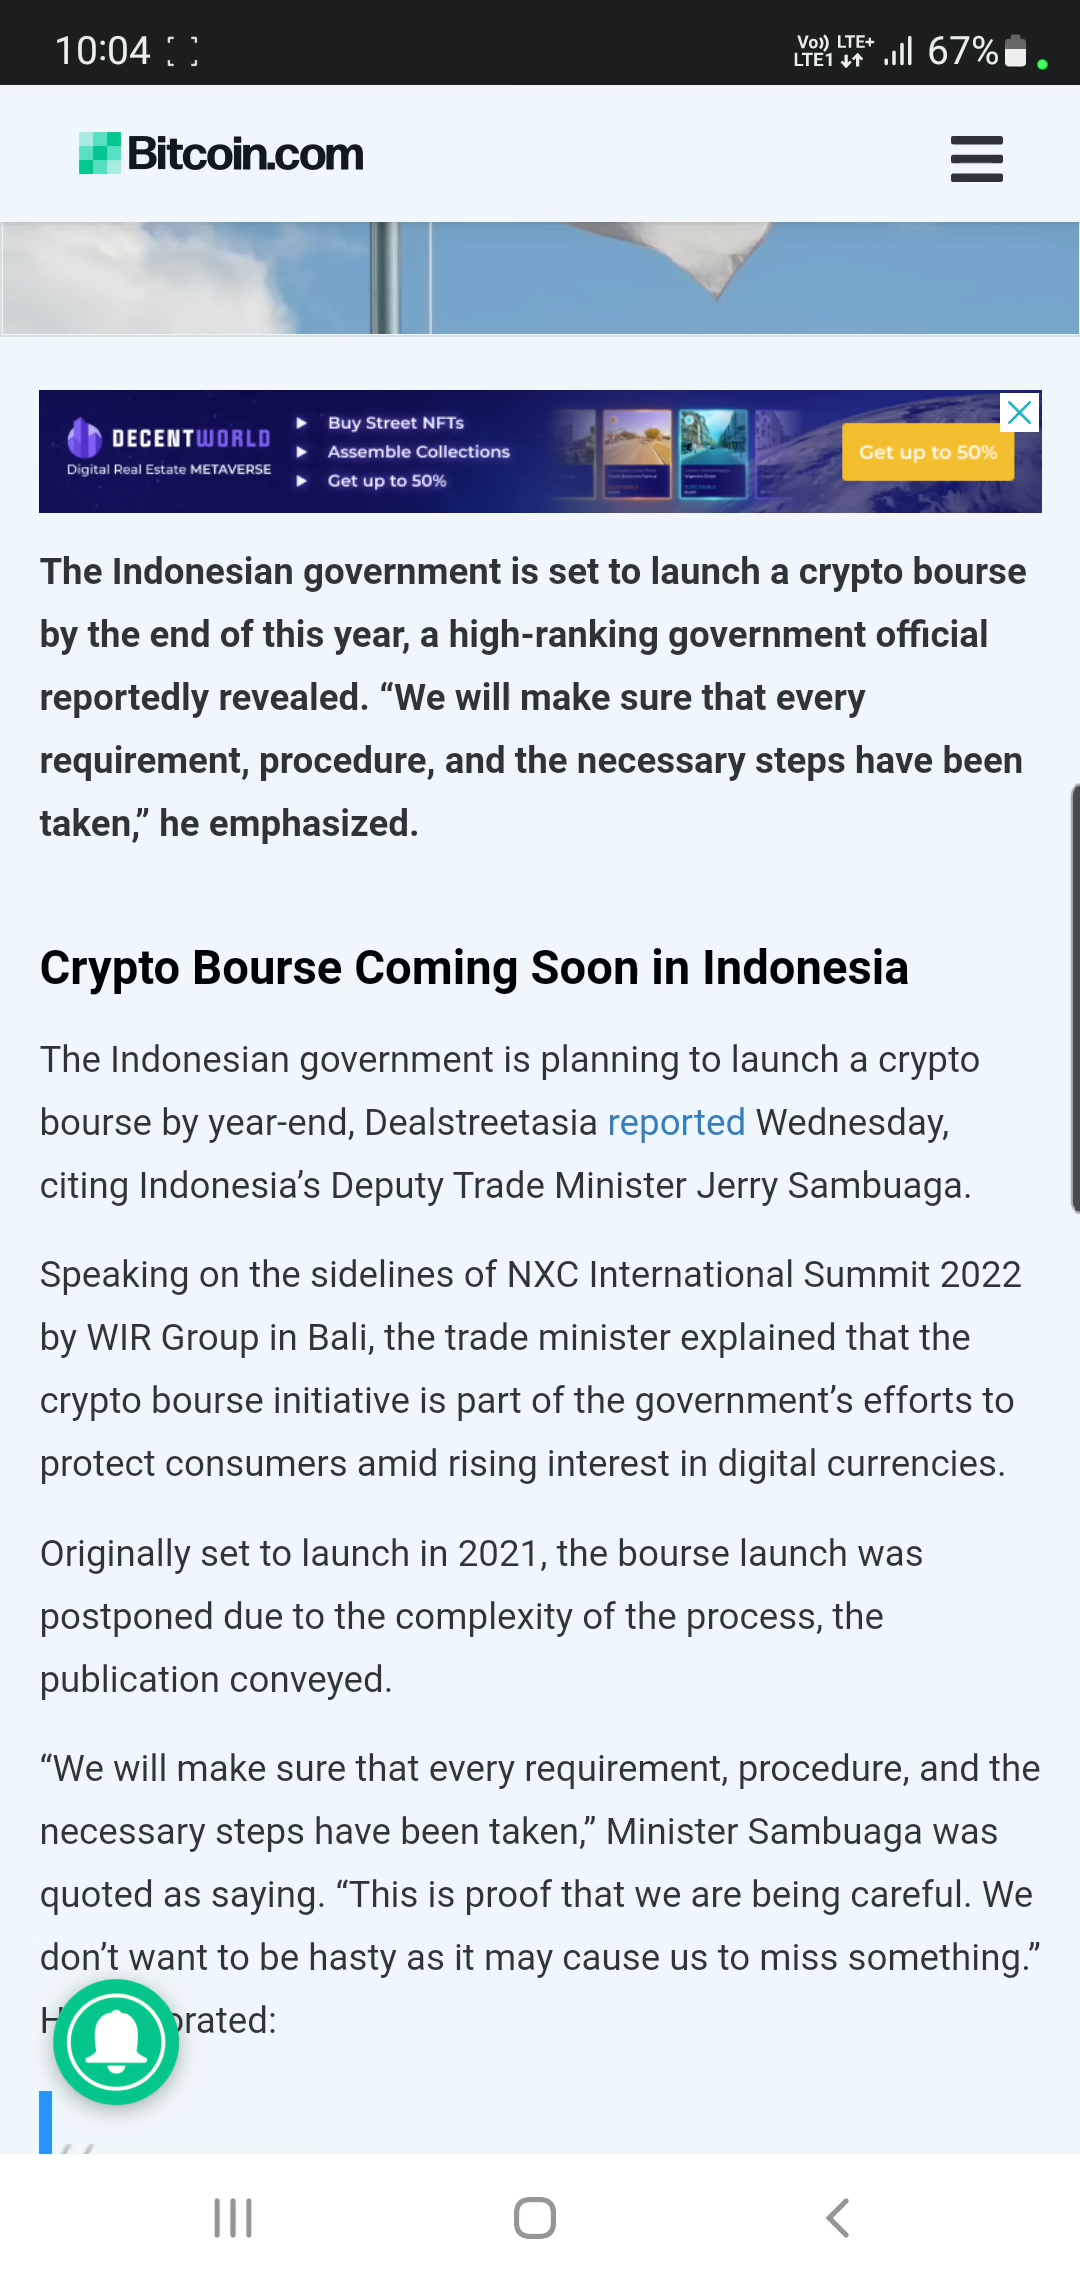 10:04
Vo)) LTE+
LTE1
67%
Bitcoin.com
DECENTWORLD
Digital Real Estate METAVERSE
Buy Street NFTs
Assemble Collections
Get up to 50%
Get up to 50%
The Indonesian government is set to launch a crypto bourse
by the end of this year, a high-ranking government official
reportedly revealed. “We will make sure that every
requirement, procedure, and the necessary steps have been
taken,” he emphasized.
Crypto Bourse Coming Soon in Indonesia
The Indonesian government is planning to launch a crypto
bourse by year-end, Dealstreetasia reported Wednesday,
citing Indonesia’s Deputy Trade Minister Jerry Sambuaga.
Speaking on the sidelines of NXC International Summit 2022
by WIR Group in Bali, the trade minister explained that the
crypto bourse initiative is part of the government’s efforts to
protect consumers amid rising interest in digital currencies.
Originally set to launch in 2021, the bourse launch was
postponed due to the complexity of the process, the
publication conveyed.
“We will make sure that every requirement, procedure, and the
necessary steps have been taken,” Minister Sambuaga was
quoted as saying. “This is proof that we are being careful. We
don’t want to be hasty as it may cause us to miss something.”